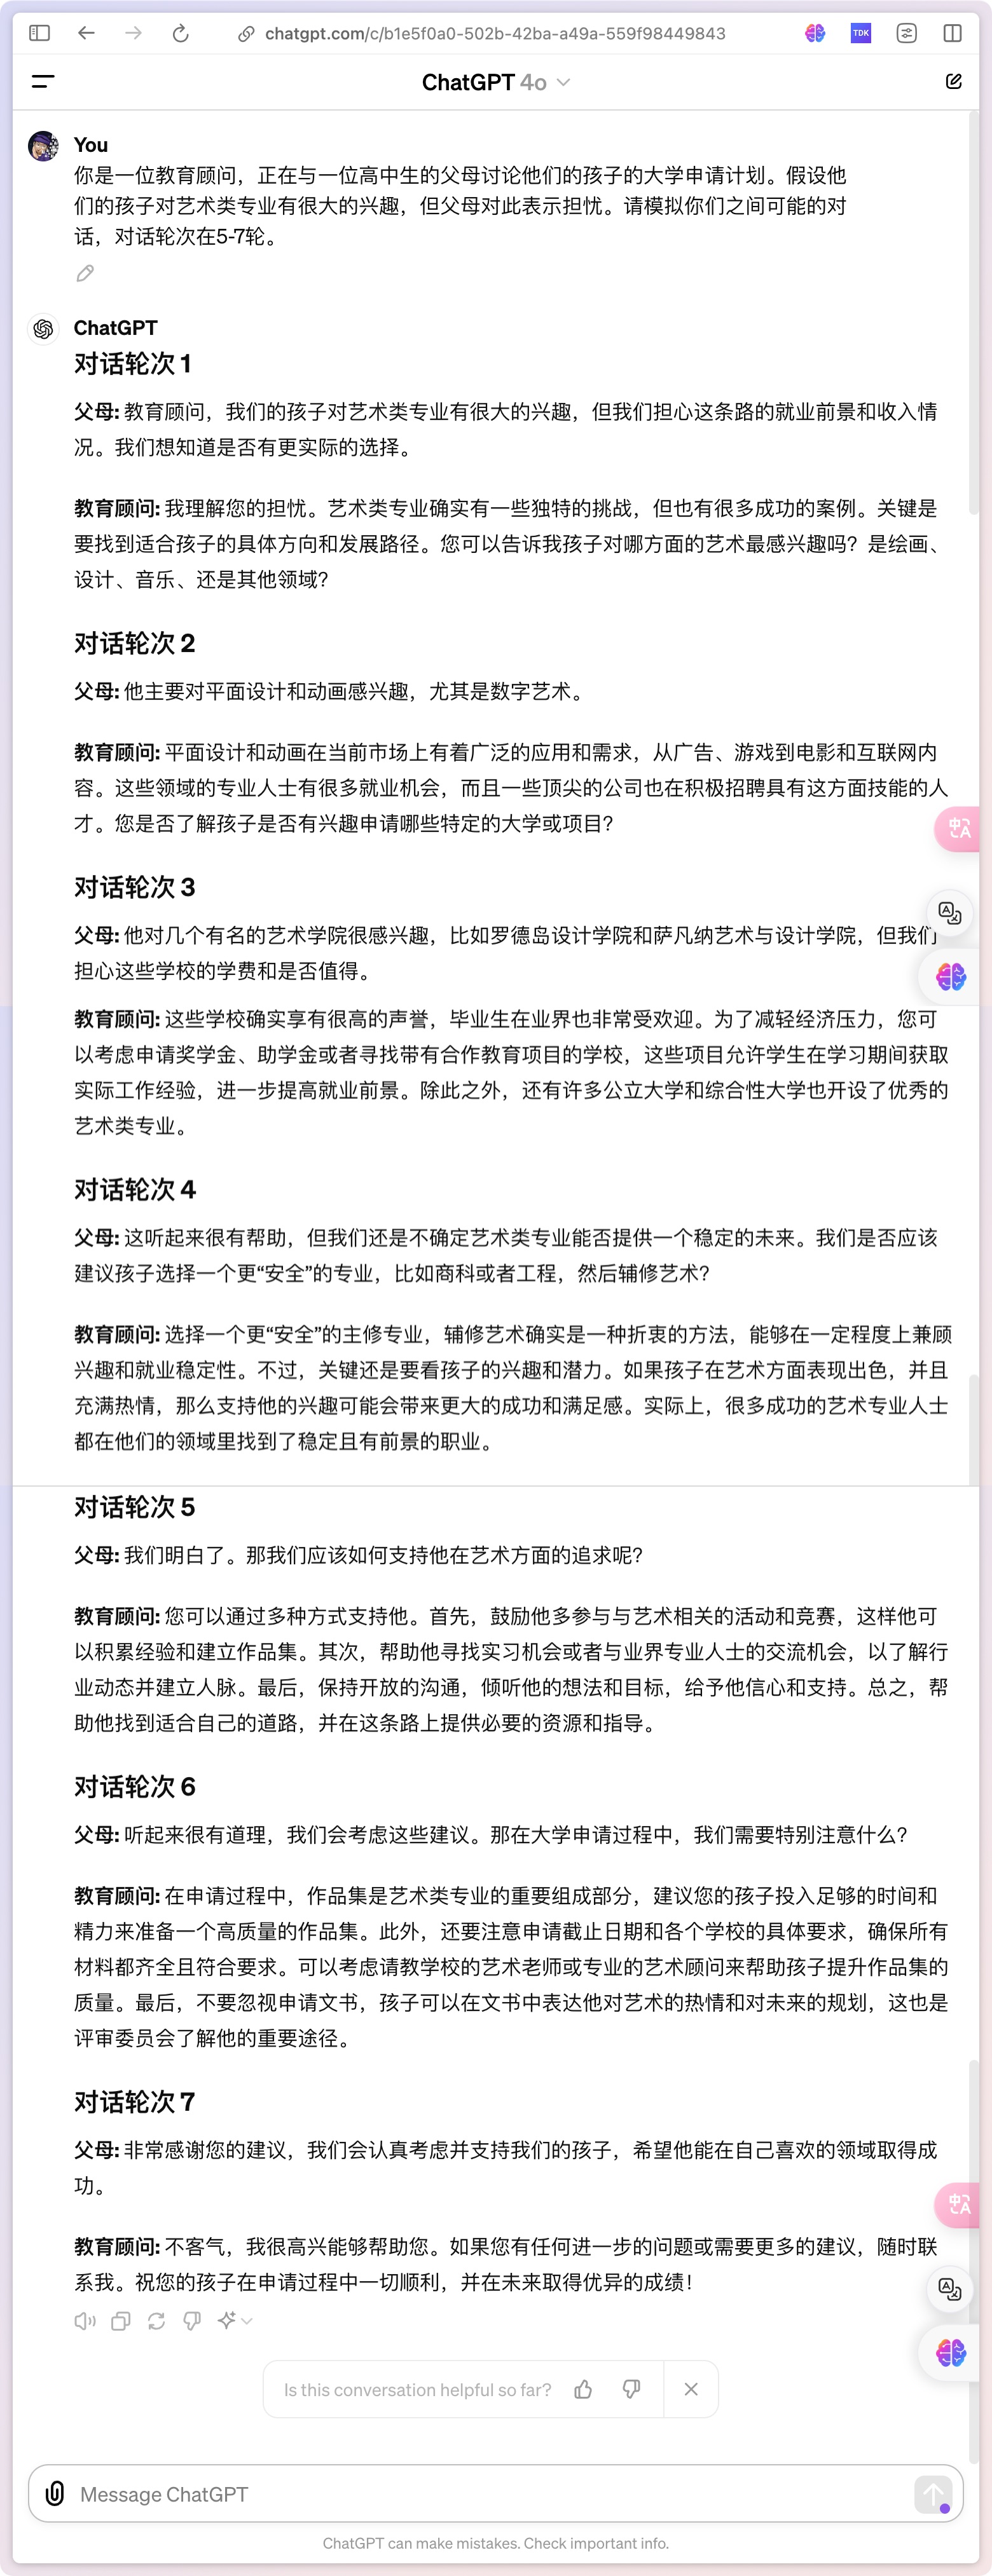 chatgpt.com/c/b1e5f0a0-502b-42ba-a49a-559f98449843
TDK
ChatGPT 4o
You
你是一位教育顾问，正在与一位高中生的父母讨论他们的孩子的大学申请计划。假设他
们的孩子对艺术类专业有很大的兴趣，但父母对此表示担忧。请模拟你们之间可能的对
话，对话轮次在5-7轮。
ChatGPT
对话轮次 1
父母: 教育顾问，我们的孩子对艺术类专业有很大的兴趣，但我们担心这条路的就业前景和收入情
况。我们想知道是否有更实际的选择。
教育顾问: 我理解您的担忧。艺术类专业确实有一些独特的挑战，但也有很多成功的案例。关键是
要找到适合孩子的具体方向和发展路径。您可以告诉我孩子对哪方面的艺术最感兴趣吗？是绘画、
设计、音乐、还是其他领域？
对话轮次 2
父母: 他主要对平面设计和动画感兴趣，尤其是数字艺术。
教育顾问: 平面设计和动画在当前市场上有着广泛的应用和需求，从广告、游戏到电影和互联网内
容。这些领域的专业人士有很多就业机会，而且一些顶尖的公司也在积极招聘具有这方面技能的人
才。您是否了解孩子是否有兴趣申请哪些特定的大学或项目？
中A
对话轮次 3
父母: 他对几个有名的艺术学院很感兴趣，比如罗德岛设计学院和萨凡纳艺术与设计学院，但我们
担心这些学校的学费和是否值得。
教育顾问: 这些学校确实享有很高的声誉，毕业生在业界也非常受欢迎。为了减轻经济压力，您可
以考虑申请奖学金、助学金或者寻找带有合作教育项目的学校，这些项目允许学生在学习期间获取
实际工作经验，进一步提高就业前景。除此之外，还有许多公立大学和综合性大学也开设了优秀的
艺术类专业。
对话轮次 4
父母: 这听起来很有帮助，但我们还是不确定艺术类专业能否提供一个稳定的未来。我们是否应该
建议孩子选择一个更“安全”的专业，比如商科或者工程，然后辅修艺术？
教育顾问: 选择一个更“安全”的主修专业，辅修艺术确实是一种折衷的方法，能够在一定程度上兼顾
兴趣和就业稳定性。不过，关键还是要看孩子的兴趣和潜力。如果孩子在艺术方面表现出色，并且
充满热情，那么支持他的兴趣可能会带来更大的成功和满足感。实际上，很多成功的艺术专业人士
都在他们的领域里找到了稳定且有前景的职业。
对话轮次 5
父母: 我们明白了。那我们应该如何支持他在艺术方面的追求呢？
教育顾问: 您可以通过多种方式支持他。首先，鼓励他多参与与艺术相关的活动和竞赛，这样他可
以积累经验和建立作品集。其次，帮助他寻找实习机会或者与业界专业人士的交流机会，以了解行
业动态并建立人脉。最后，保持开放的沟通，倾听他的想法和目标，给予他信心和支持。总之，帮
助他找到适合自己的道路，并在这条路上提供必要的资源和指导。
对话轮次 6
父母: 听起来很有道理，我们会考虑这些建议。那在大学申请过程中，我们需要特别注意什么？
教育顾问: 在申请过程中，作品集是艺术类专业的重要组成部分，建议您的孩子投入足够的时间和
精力来准备一个高质量的作品集。此外，还要注意申请截止日期和各个学校的具体要求，确保所有
材料都齐全且符合要求。可以考虑请教学校的艺术老师或专业的艺术顾问来帮助孩子提升作品集的
质量。最后，不要忽视申请文书，孩子可以在文书中表达他对艺术的热情和对未来的规划，这也是
评审委员会了解他的重要途径。
对话轮次 7
父母: 非常感谢您的建议，我们会认真考虑并支持我们的孩子，希望他能在自己喜欢的领域取得成
功。
中A
教育顾问: 不客气，我很高兴能够帮助您。如果您有任何进一步的问题或需要更多的建议，随时联
系我。祝您的孩子在申请过程中一切顺利，并在未来取得优异的成绩！
Is this conversation helpful so far?
Message ChatGPT
ChatGPT can make mistakes. Check important info.